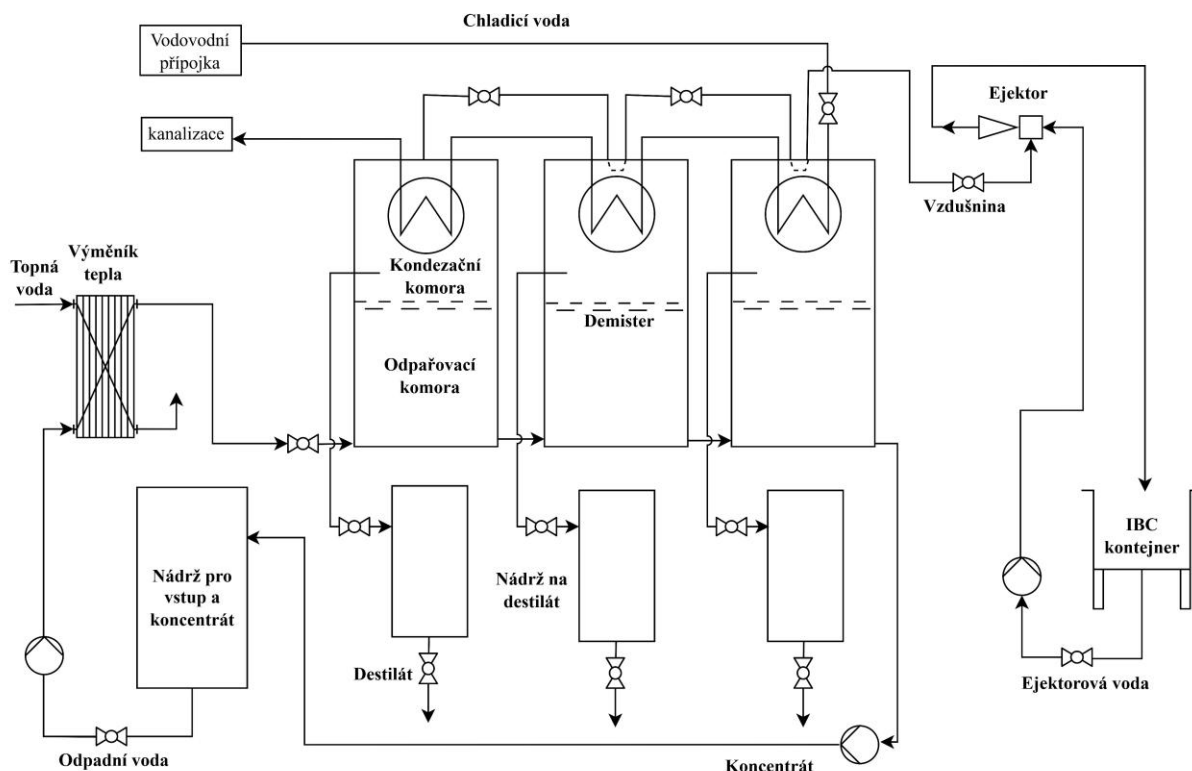 Chladicí voda
Vodovodní
přípojka
Ejektor
kanalizace
Vzdušnina
Výměník
tepla
Topná
voda
Kondezační
komora
Demister
Odpařovací
komora
IBC
kontejner
Nádrž pro
vstup a
koncentrát
Nádrž na
destilát
Destilát
Ejektorová voda
Odpadní voda
Koncentrát